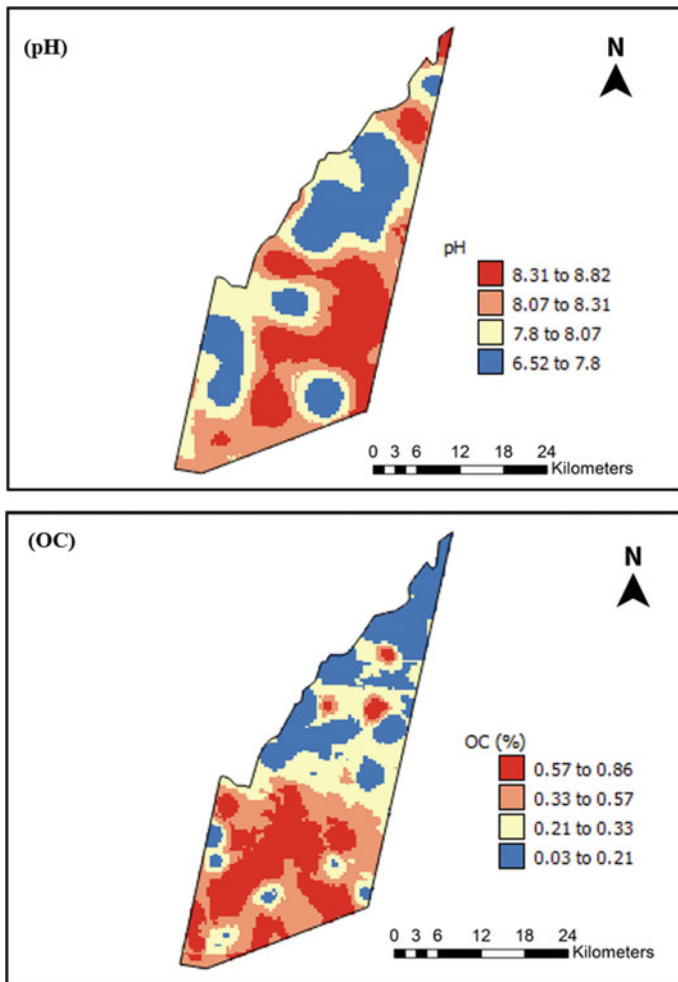 (pH)
N
pH
8.31 to 8.82
8.07 to 8.31
7.8 to 8.07
6.52 to 7.8
0 3 6 12 18 24
Kilometers
(OC)
N
OC (%)
0.57 to 0.86
0.33 to 0.57
0.21 to 0.33
0.03 to 0.21
0 3 6 12 18 24
Kilometers